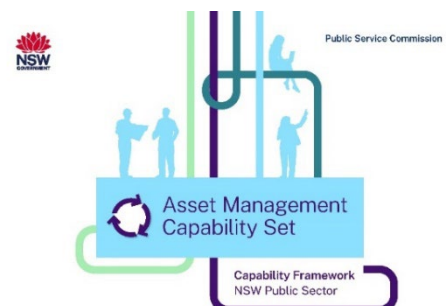 Public Service Commission
NSW
GOVERNMENT
Asset Management
Capability Set
Capability Framework
NSW Public Sector